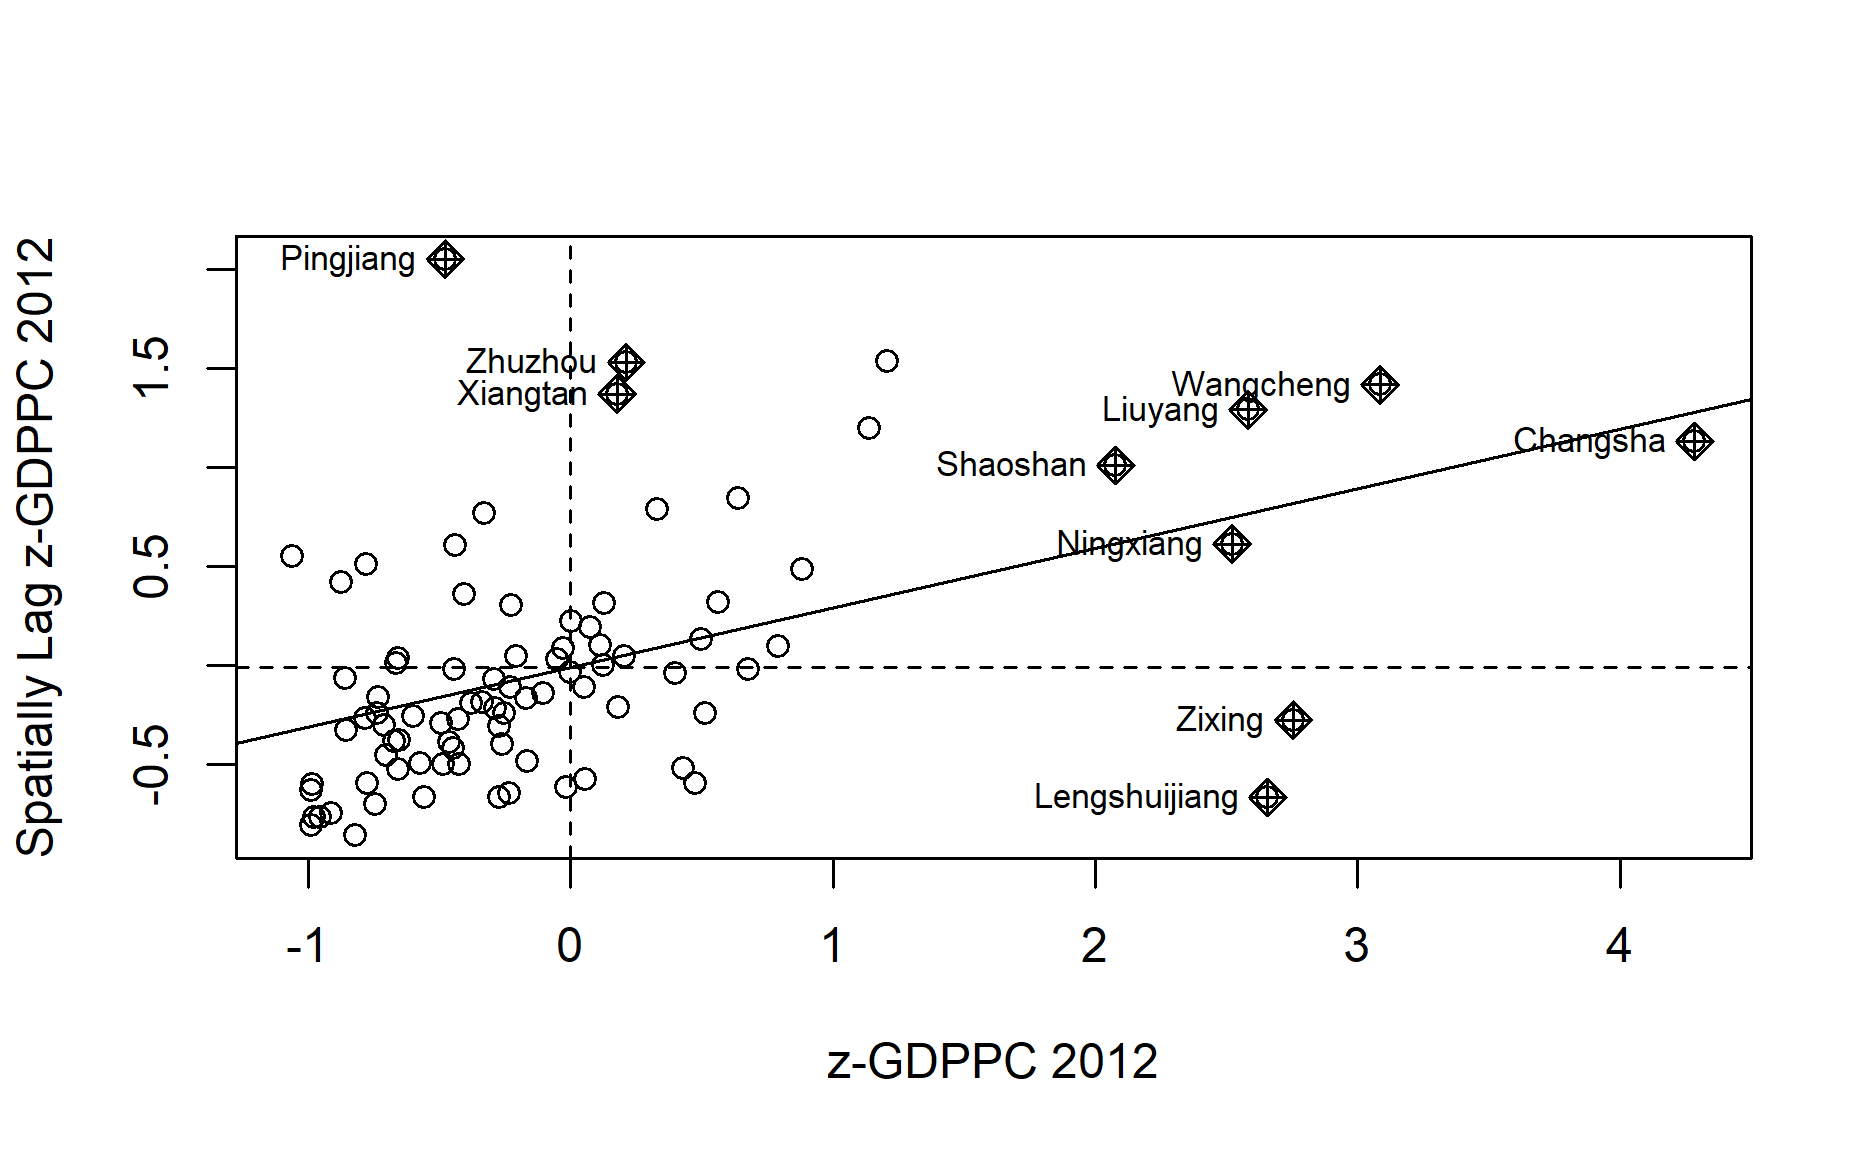 Spatially Lag z-GDPPC 2012
1.5
0.5
-0.5
Pingjiang
Zhuzhou
Xiangtan
Wangcheng
Liuyang
Changsha
Shaoshan
Ningxiang
Zixing
Lengshuijiang
-1 0 1 2 3 4
z-GDPPC 2012